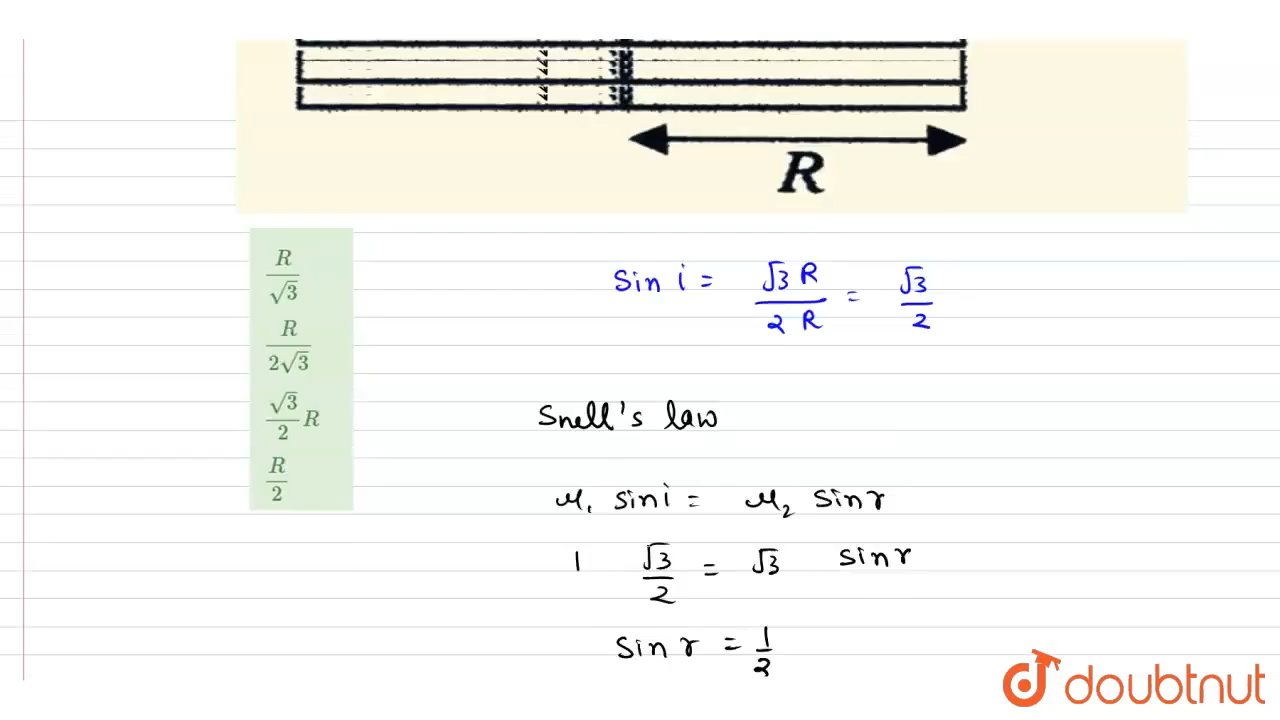 R
R/√3
R/2√3
√3/2 R
R/2
Sin i = √3 R/2 R = √3/2
Snell's law
μ₁ sin i = μ₂ sin r
1 √3/2 = √3 sin r
sin r = 1/2
doubtnut